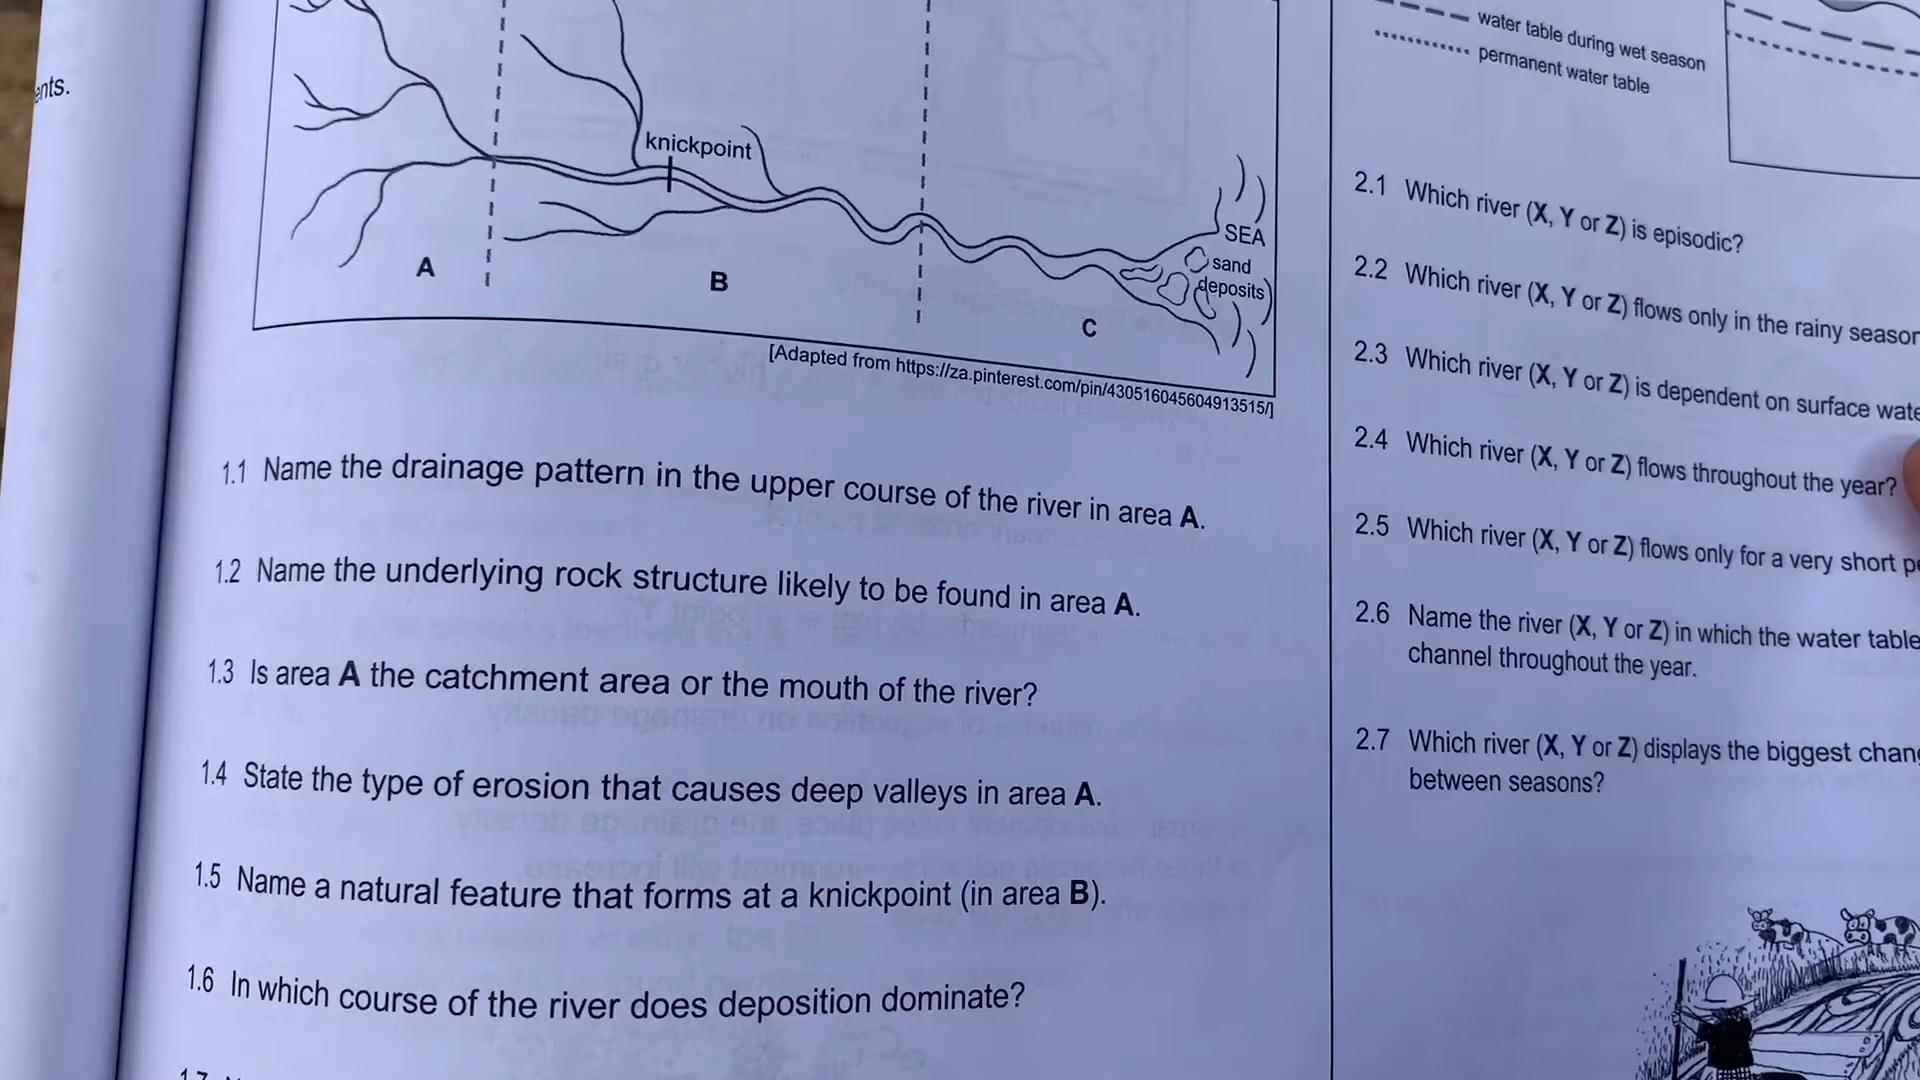 ents.
knickpoint
SEA
sand
deposits
A
B
C
[Adapted from https://za.pinterest.com/pin/430516045604913515/]
1.1 Name the drainage pattern in the upper course of the river in area A.
1.2 Name the underlying rock structure likely to be found in area A.
1.3 Is area A the catchment area or the mouth of the river?
1.4 State the type of erosion that causes deep valleys in area A.
1.5 Name a natural feature that forms at a knickpoint (in area B).
1.6 In which course of the river does deposition dominate?
water table during wet season
permanent water table
2.1 Which river (X, Y or Z) is episodic?
2.2 Which river (X, Y or Z) flows only in the rainy season
2.3 Which river (X, Y or Z) is dependent on surface wate
2.4 Which river (X, Y or Z) flows throughout the year?
2.5 Which river (X, Y or Z) flows only for a very short pe
2.6 Name the river (X, Y or Z) in which the water table
channel throughout the year.
2.7 Which river (X, Y or Z) displays the biggest chang
between seasons?